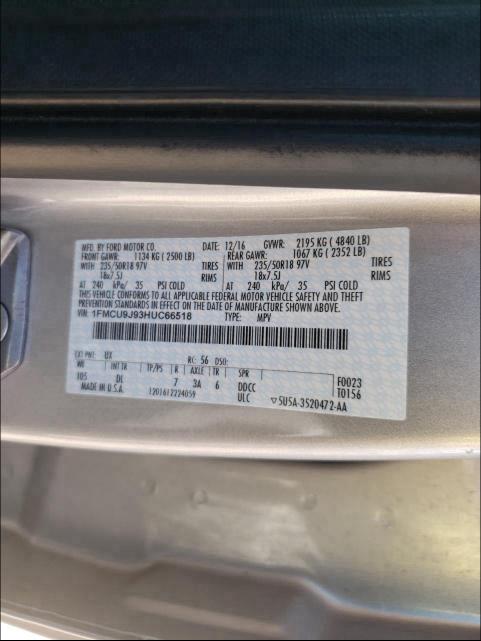 MFD. BY FORD MOTOR CO. DATE: 12/16 GVWR: 2195 KG ( 4840 LB)
FRONT GAWR: 1134 KG ( 2500 LB) REAR GAWR: 1067 KG ( 2352 LB)
WITH 235/50R18 97V TIRES WITH 235/50R18 97V TIRES
18x7.5J RIMS 18x7.5J RIMS
AT 240 kPa/ 35 PSI COLD AT 240 kPa/ 35 PSI COLD
THIS VEHICLE CONFORMS TO ALL APPLICABLE FEDERAL MOTOR VEHICLE SAFETY AND THEFT PREVENTION
STANDARDS IN EFFECT ON THE DATE OF MANUFACTURE SHOWN ABOVE.
VIN: 1FMCU9J93HUC66518 TYPE: MPV
EXT PNT: UX RC: 56 DSO:
WB INT TR TP/PS R AXLE TR SPR F0023
105 DL 7 3A 6 DDCC T0156
MADE IN U.S.A. 1201612224059 ULC ▽5U5A-3520472-AA